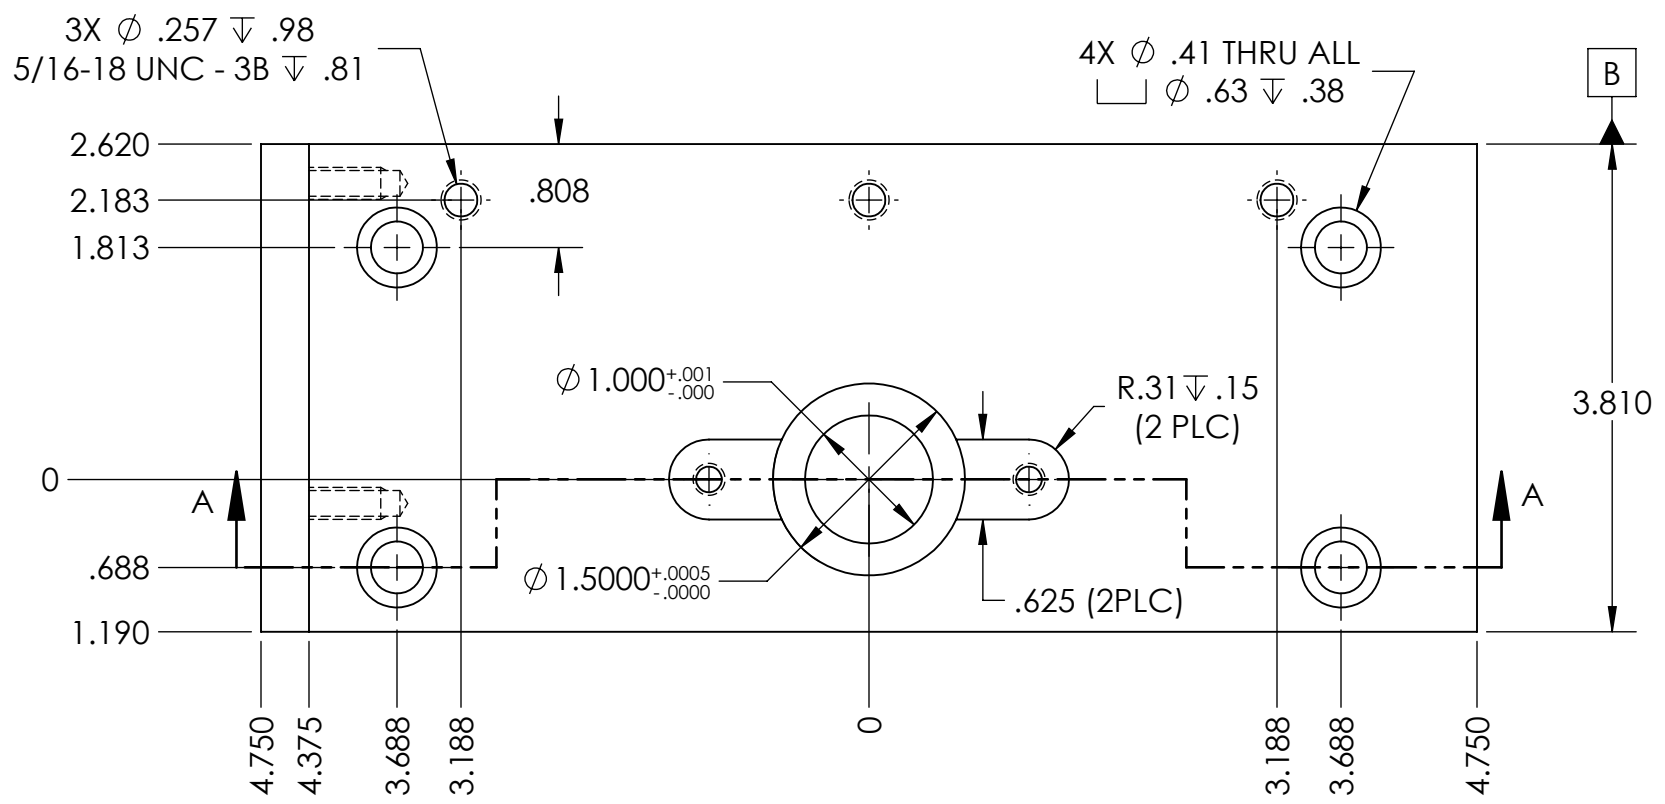 3X ∅ .257 ↧ .98
5/16-18 UNC - 3B ↧ .81
4X ∅ .41 THRU ALL
⌴ ∅ .63 ↧ .38
B
2.620
2.183
1.813
.808
∅ 1.000 +.001 -.000
R.31 ↧ .15
(2 PLC)
3.810
0
A
A
.688
∅ 1.5000 +.0005 -.0000
.625 (2PLC)
1.190
4.750
4.375
3.688
3.188
0
3.188
3.688
4.750